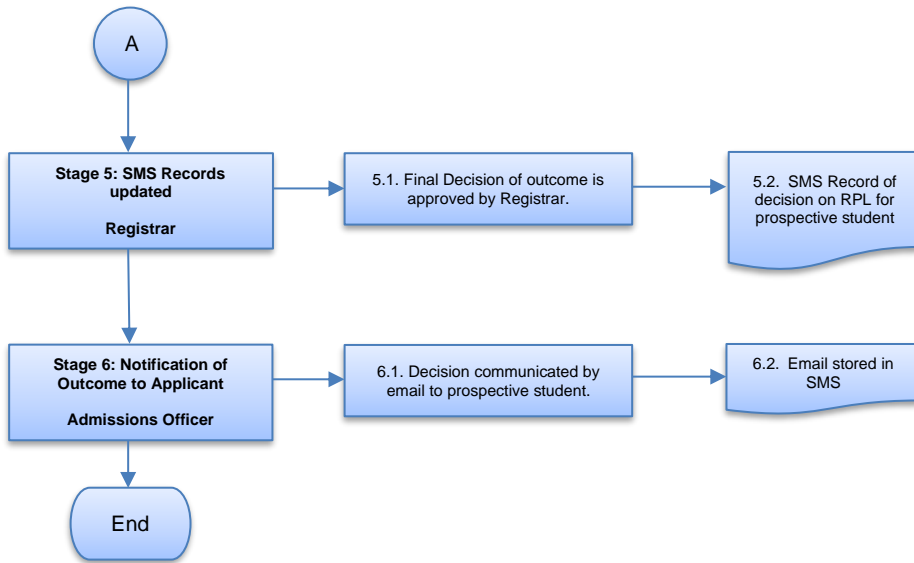 A
Stage 5: SMS Records
updated
Registrar
5.1. Final Decision of outcome is
approved by Registrar.
5.2. SMS Record of
decision on RPL for
prospective student
Stage 6: Notification of
Outcome to Applicant
Admissions Officer
6.1. Decision communicated by
email to prospective student.
6.2. Email stored in
SMS
End